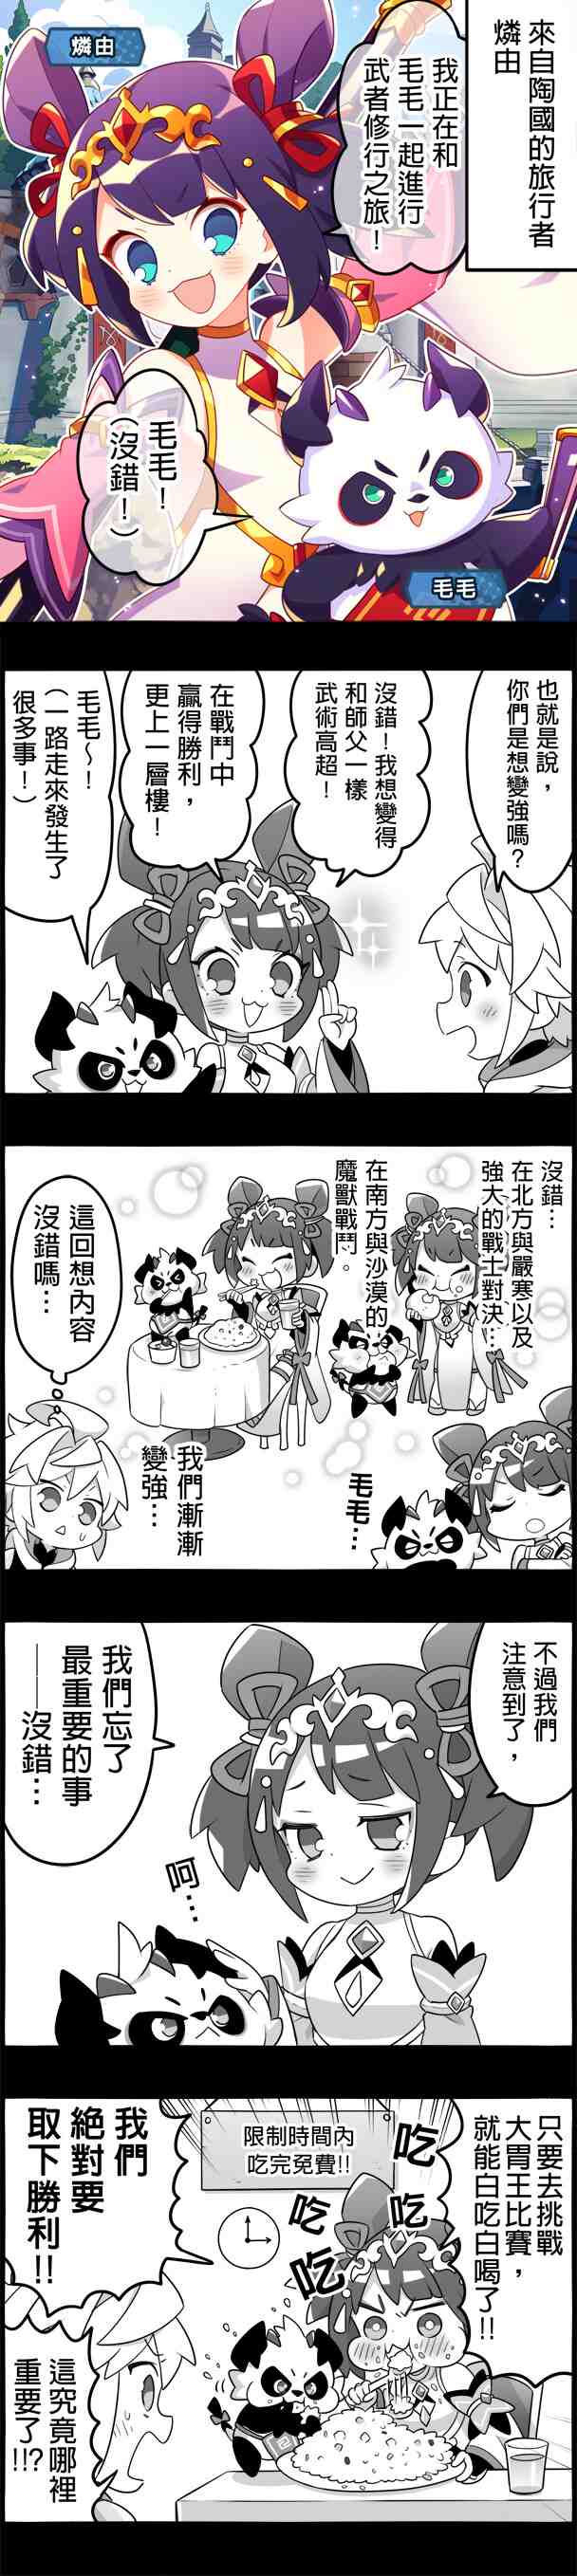 來自陶國的旅行者
燐由
燐由
我正在和
毛毛一起進行
武者修行之旅！
毛毛！
（沒錯！）
毛毛
也就是說，
你們是想變強嗎？
沒錯！我想變得
和師父一樣
武術高超！
在戰鬥中
贏得勝利，
更上一層樓！
毛毛～！
（一路走來發生了
很多事！）
沒錯…
在北方與嚴寒以及
強大的戰士對決…
在南方與沙漠的
魔獸戰鬥。
毛毛…
我們漸漸
變強…
這回想內容
沒錯嗎…
不過我們
注意到了，
我們忘了
最重要的事
——沒錯…
呵…
只要去挑戰
大胃王比賽，
就能白吃白喝了!!
限制時間內
吃完免費!!
吃
吃
吃
吃
我們
絕對要
取下勝利!!
這究竟哪裡
重要了!!?